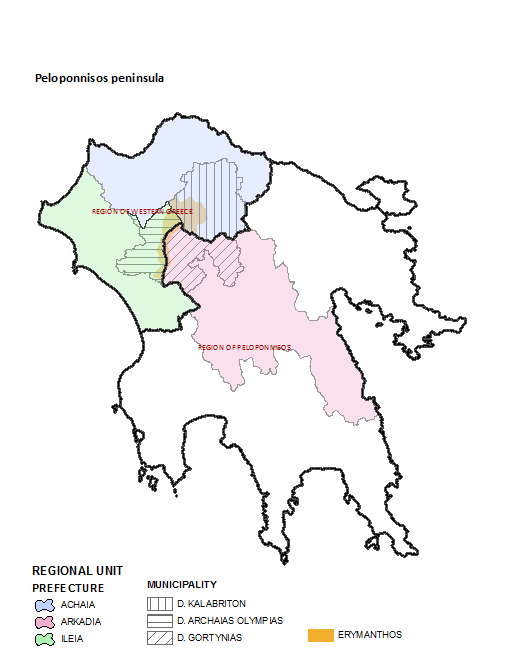 Peloponnisos peninsula
REGION OF WESTERN GREECE
REGION OF PELOPONNISOS
REGIONAL UNIT
PREFECTURE
ACHAIA
ARKADIA
ILEIA
MUNICIPALITY
D. KALABRITON
D. ARCHAIAS OLYMPIAS
D. GORTYNIAS
ERYMANTHOS